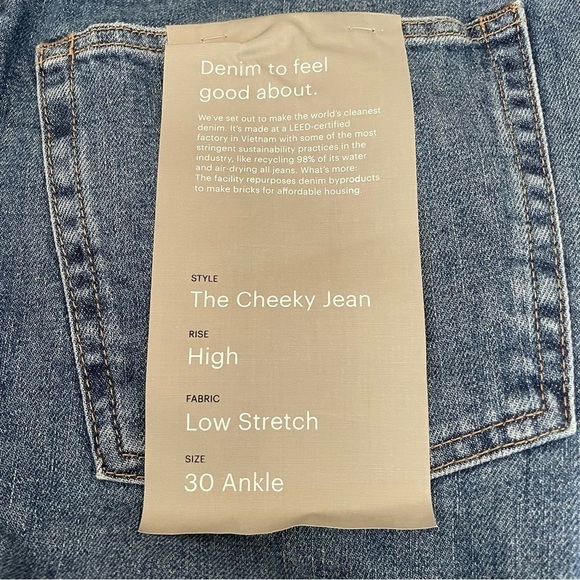 Denim to feel
good about.
We've set out to make the world's cleanest
denim. It's made at a LEED-certified
factory in Vietnam with some of the most
stringent sustainability practices in the
industry, like recycling 98% of its water
and air-drying all jeans. What's more:
The facility repurposes denim byproducts
to make bricks for affordable housing.
STYLE
The Cheeky Jean
RISE
High
FABRIC
Low Stretch
SIZE
30 Ankle